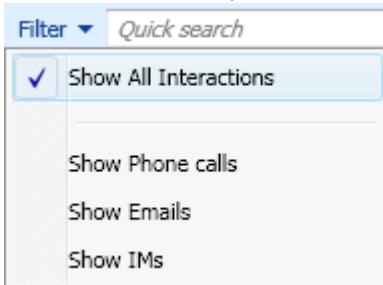 Filter Quick search
Show All Interactions
Show Phone calls
Show Emails
Show IMs